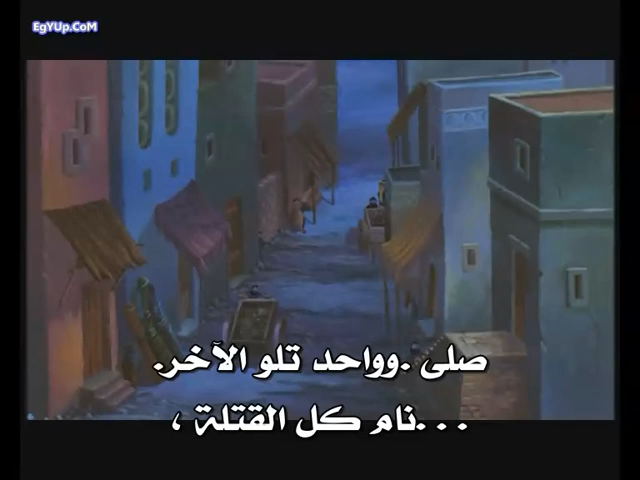 EgYUp.CoM
صلى .وواحد تلو الآخر.
. . .نام كل القتلة ،